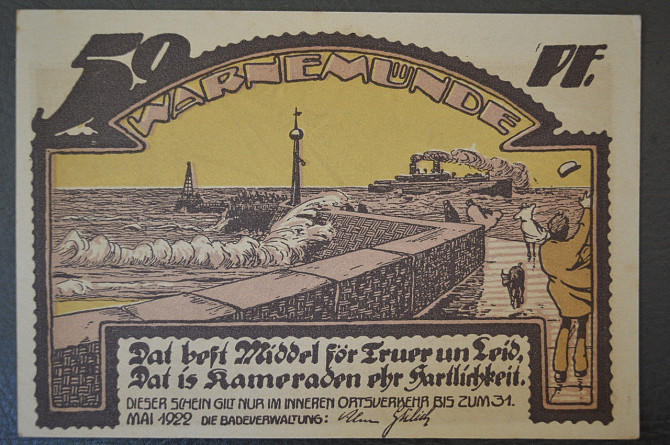 50 PF.
WARNEMÜNDE
Dat best Middel för Truer un Leid,
Dat is Kameraden ehr Hartlichkeit.
DIESER SCHEIN GILT NUR IM INNEREN ORTSVERKEHR BIS ZUM 31.
MAI 1922 DIE BADEVERWALTUNG: